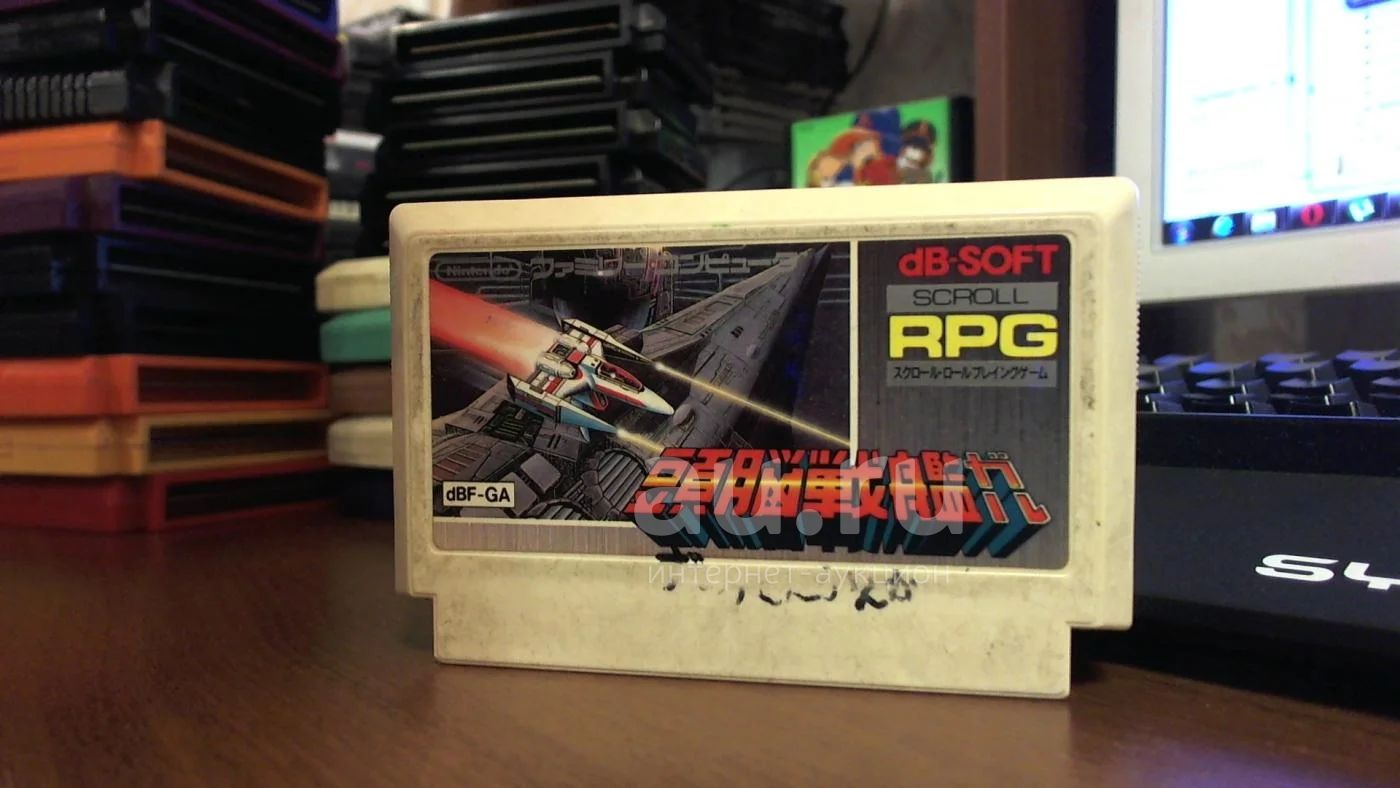 Nintendo ファミリーコンピュータ
dB-SOFT
SCROLL
RPG
スクロール・ロールプレイングゲーム
dBF-GA
頭脳戦艦ガル
au.ru
интернет-аукцион
SY